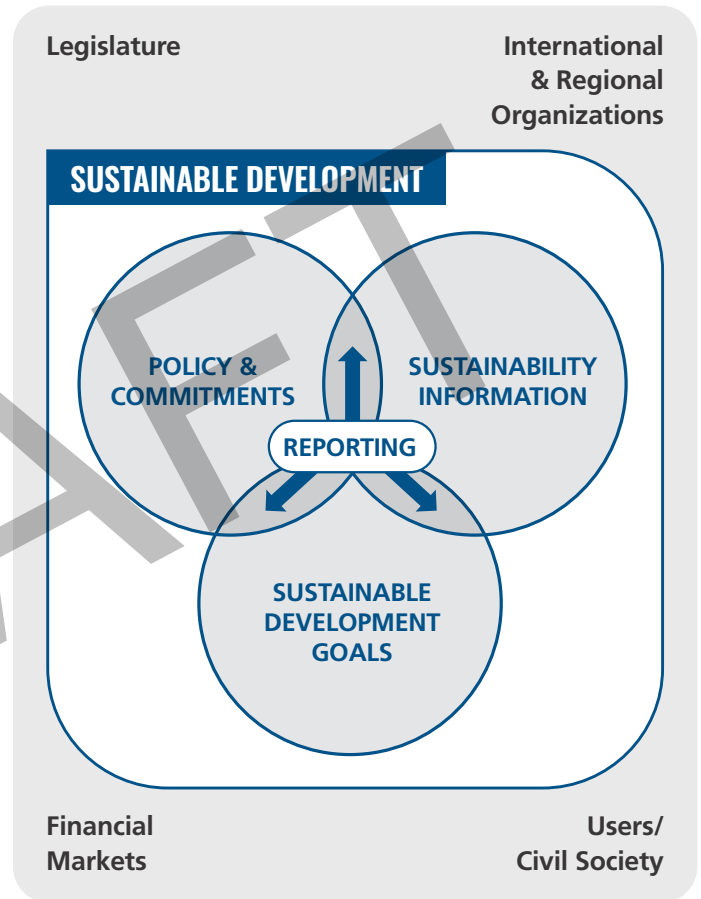 Legislature
International
& Regional
Organizations
SUSTAINABLE DEVELOPMENT
POLICY &
COMMITMENTS
SUSTAINABILITY
INFORMATION
REPORTING
SUSTAINABLE
DEVELOPMENT
GOALS
Financial
Markets
Users/
Civil Society